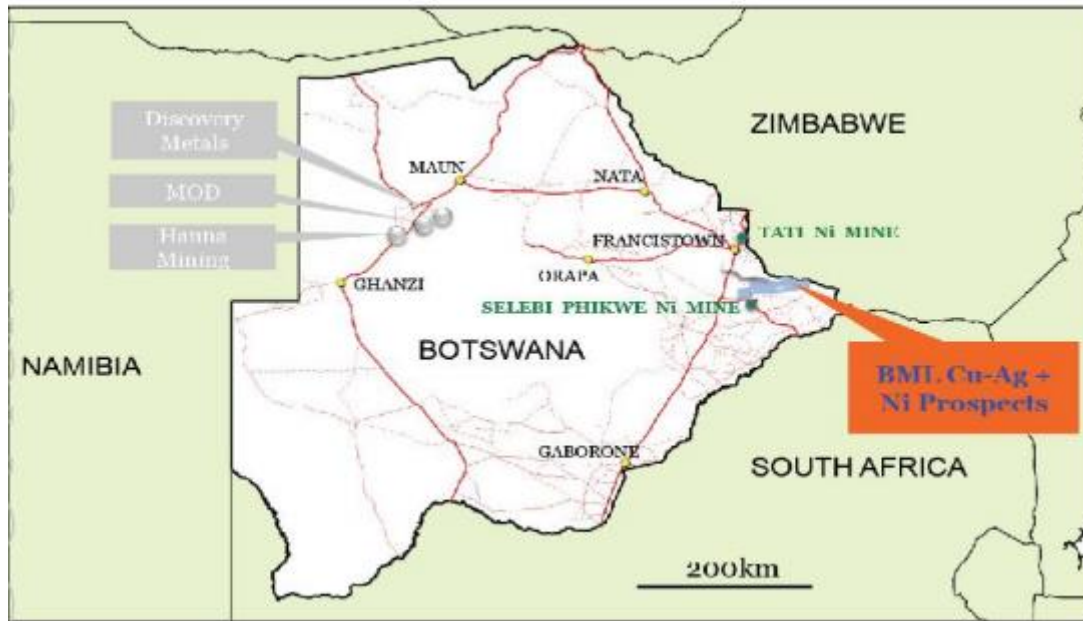 Discovery
Metals
ZIMBABWE
MAUN
NATA
MOD
TATI Ni MINE
Hanna
Mining
FRANCISTOWN
ORAPA
GHANZI
SELEBI PHIKWE Ni MINE
BOTSWANA
NAMIBIA
BML Cu-Ag +
Ni Prospects
GABORONE
SOUTH AFRICA
200km